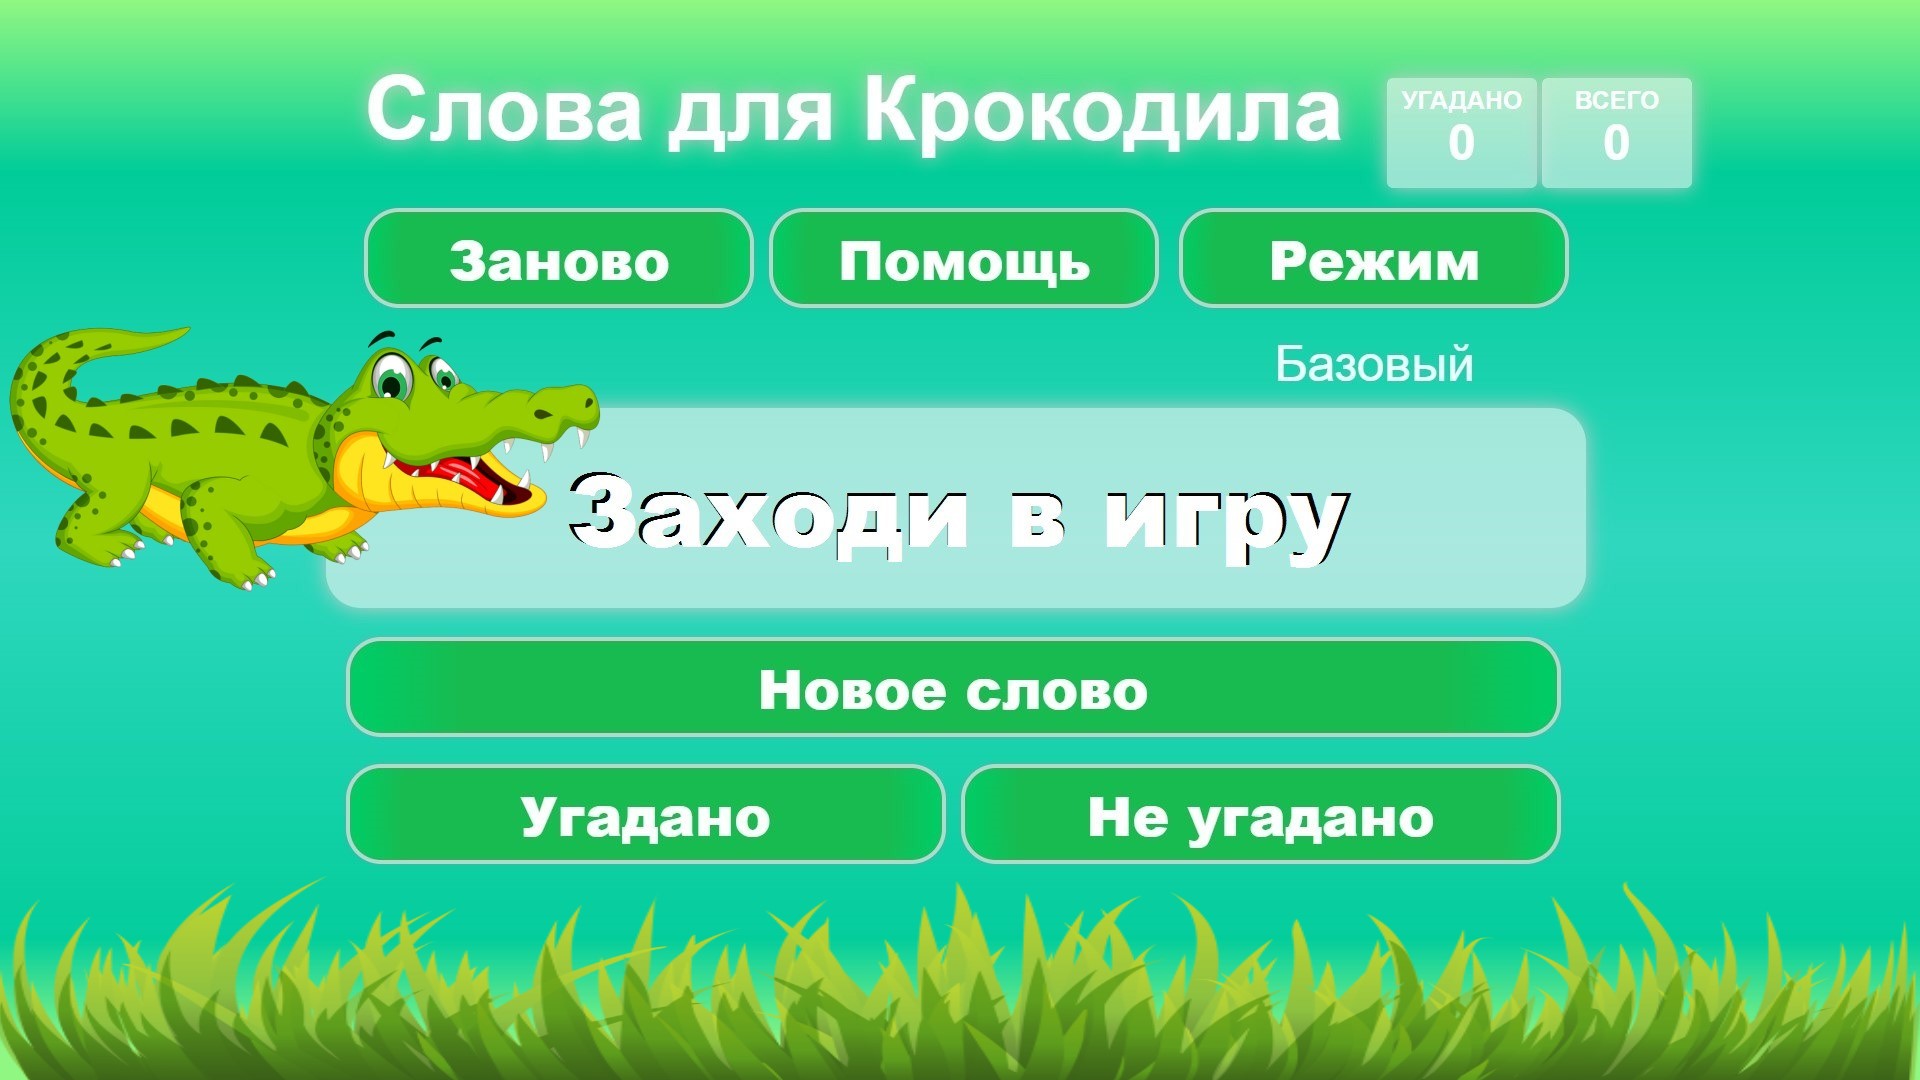 Слова для Крокодила
УГАДАНО
0
ВСЕГО
0
Заново
Помощь
Режим
Базовый
Заходи в игру
Новое слово
Угадано
Не угадано